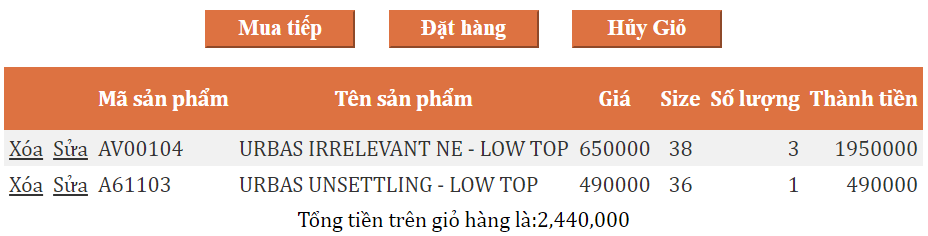 Mua tiếp Đặt hàng Hủy Giỏ
Mã sản phẩm Tên sản phẩm Giá Size Số lượng Thành tiền
Xóa Sửa AV00104 URBAS IRRELEVANT NE - LOW TOP 650000 38 3 1950000
Xóa Sửa A61103 URBAS UNSETTLING - LOW TOP 490000 36 1 490000
Tổng tiền trên giỏ hàng là:2,440,000